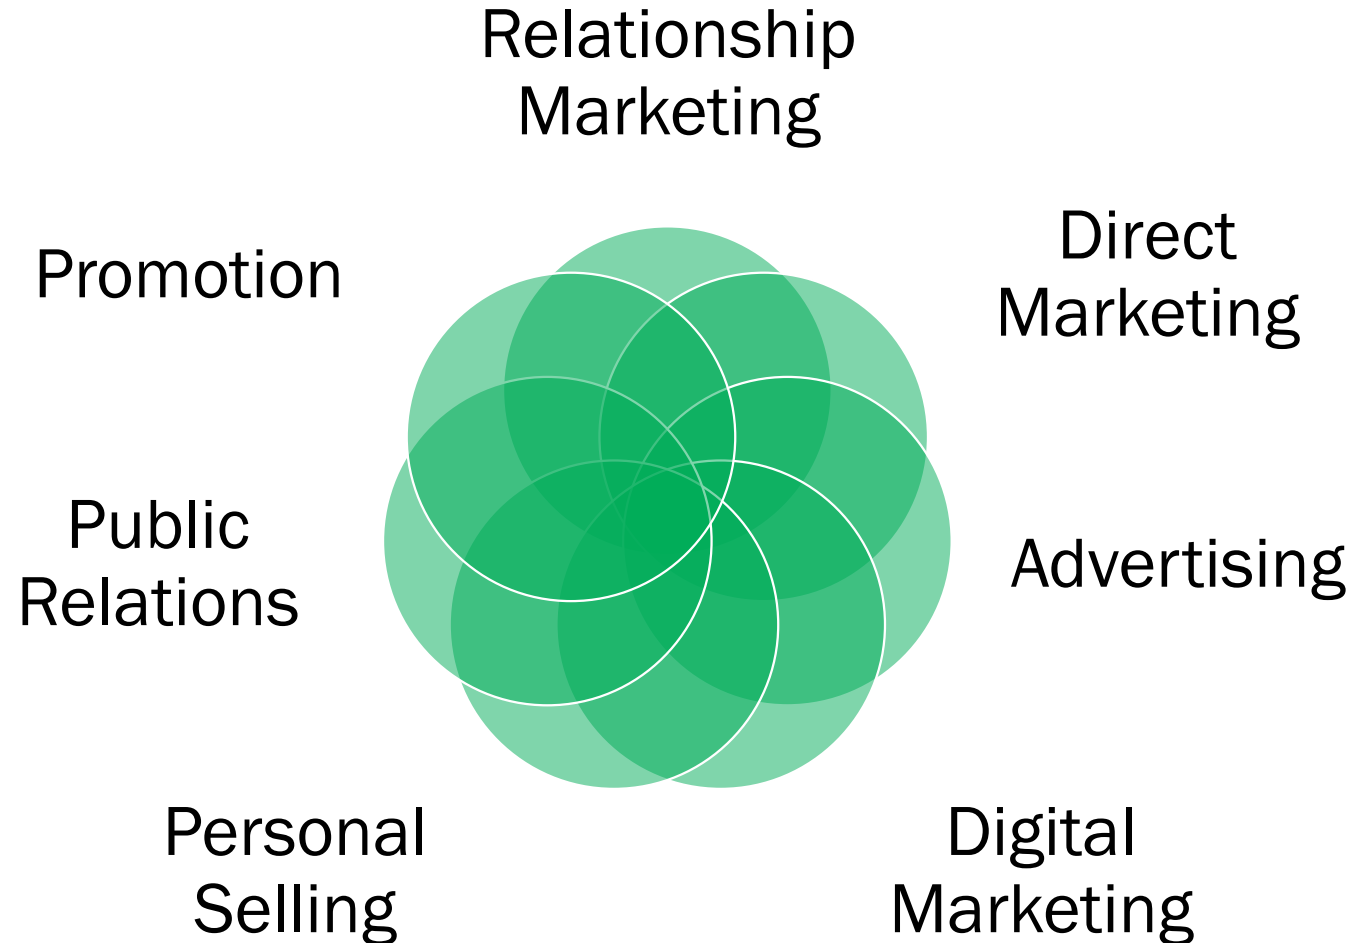 Relationship
Marketing
Direct
Marketing
Promotion
Public
Relations
Advertising
Personal
Selling
Digital
Marketing